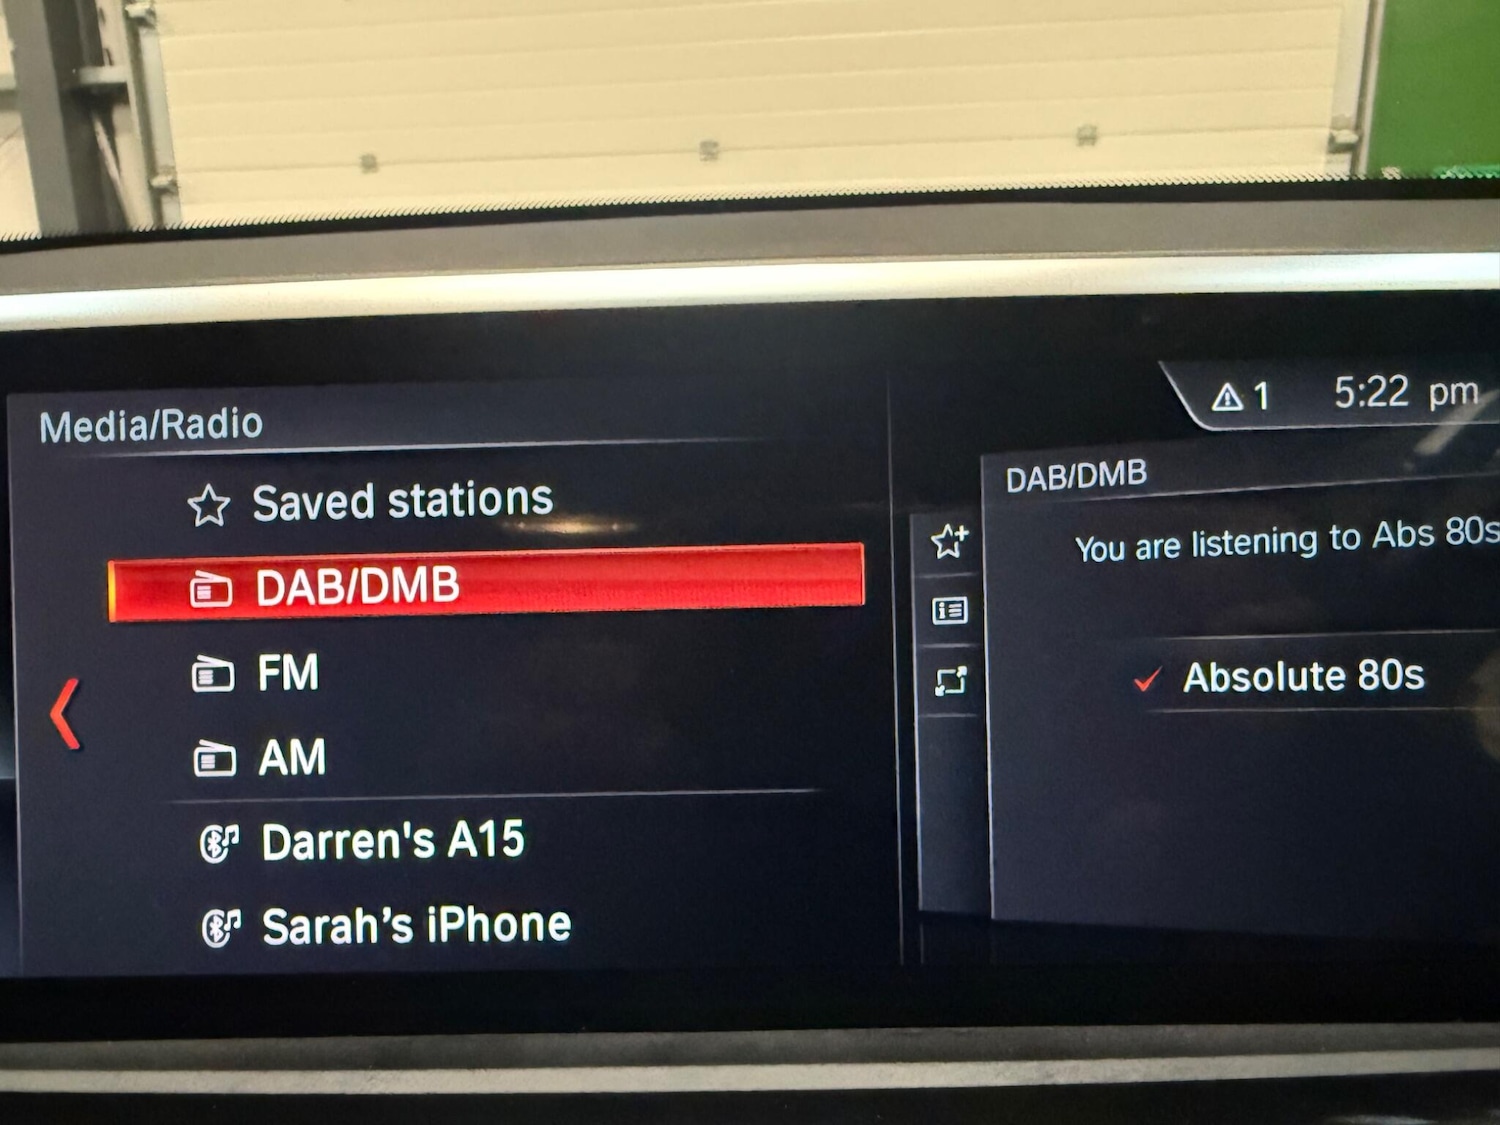 Media/Radio
Saved stations
DAB/DMB
FM
AM
Darren's A15
Sarah’s iPhone
1 5:22 pm
DAB/DMB
You are listening to Abs 80s
Absolute 80s